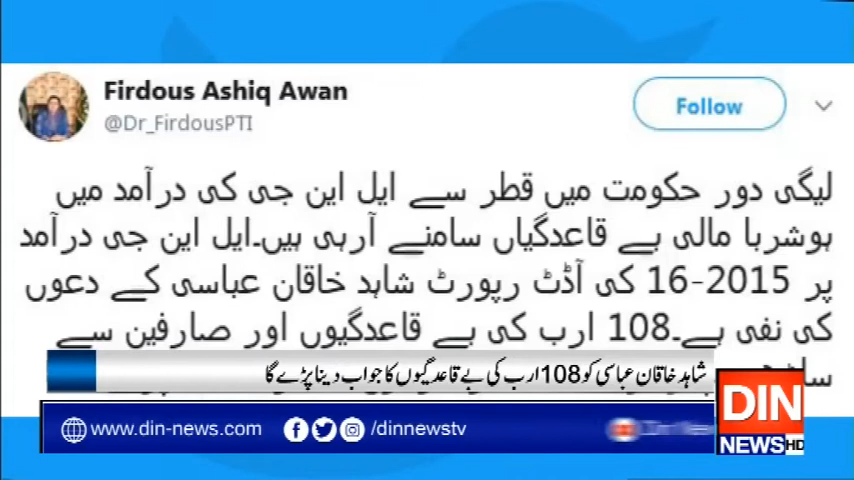 Firdous Ashiq Awan
@Dr_FirdousPTI
Follow
لیگی دور حکومت میں قطر سے ایل این جی کی درآمد میں
ہوشربا مالی بے قاعدگیاں سامنے آرہی ہیں۔ایل این جی درآمد
پر 2015-16 کی آڈٹ رپورٹ شاہد خاقان عباسی کے دعوں
کی نفی ہے۔108 ارب کی بے قاعدگیوں اور صارفین سے
شاہد خاقان عباسی کو 108 ارب کی بے قاعدگیوں کا جواب دینا پڑے گا
www.din-news.com
/dinnewstv
DIN
NEWS HD